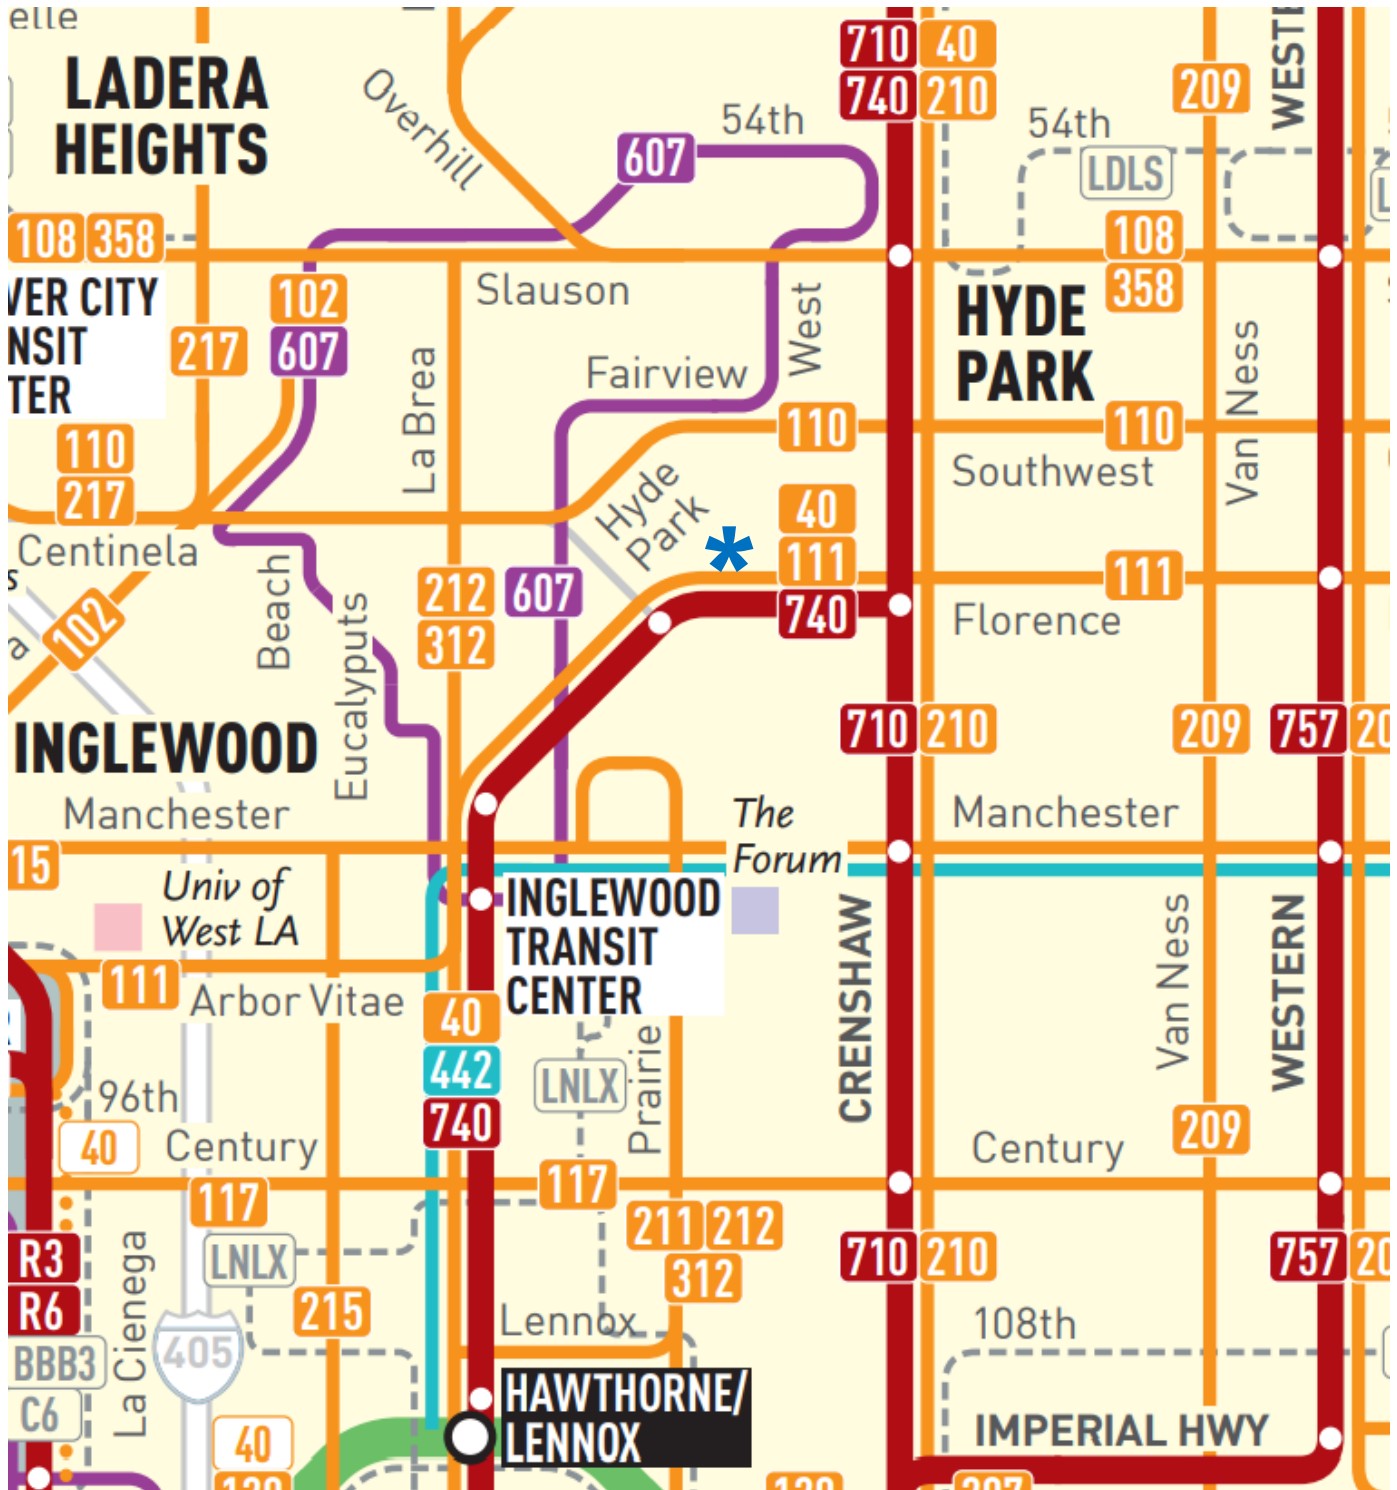 elle
LADERA
HEIGHTS
Overhill
54th
607
710 40
740 210
209
WESTE
54th
LDLS
108 358
108
358
VER CITY
NSIT
TER
102
607
217
Slauson
La Brea
Fairview
West
HYDE
PARK
Van Ness
110
217
110
110
Southwest
Centinela
Hyde
Park
*
40
111
740
111
Florence
102
Beach
Eucalyputs
212
312
607
INGLEWOOD
710 210
209
757 20
Manchester
The
Forum
Manchester
15
Univ of
West LA
INGLEWOOD
TRANSIT
CENTER
111
Arbor Vitae
40
442
740
LNLX
Prairie
CRENSHAW
Van Ness
WESTERN
96th
40
Century
117
117
Century
209
211 212
312
LNLX
215
R3
R6
BBB3
C6
La Cienega
405
710 210
757 20
Lennox
108th
HAWTHORNE/
LENNOX
IMPERIAL HWY
40